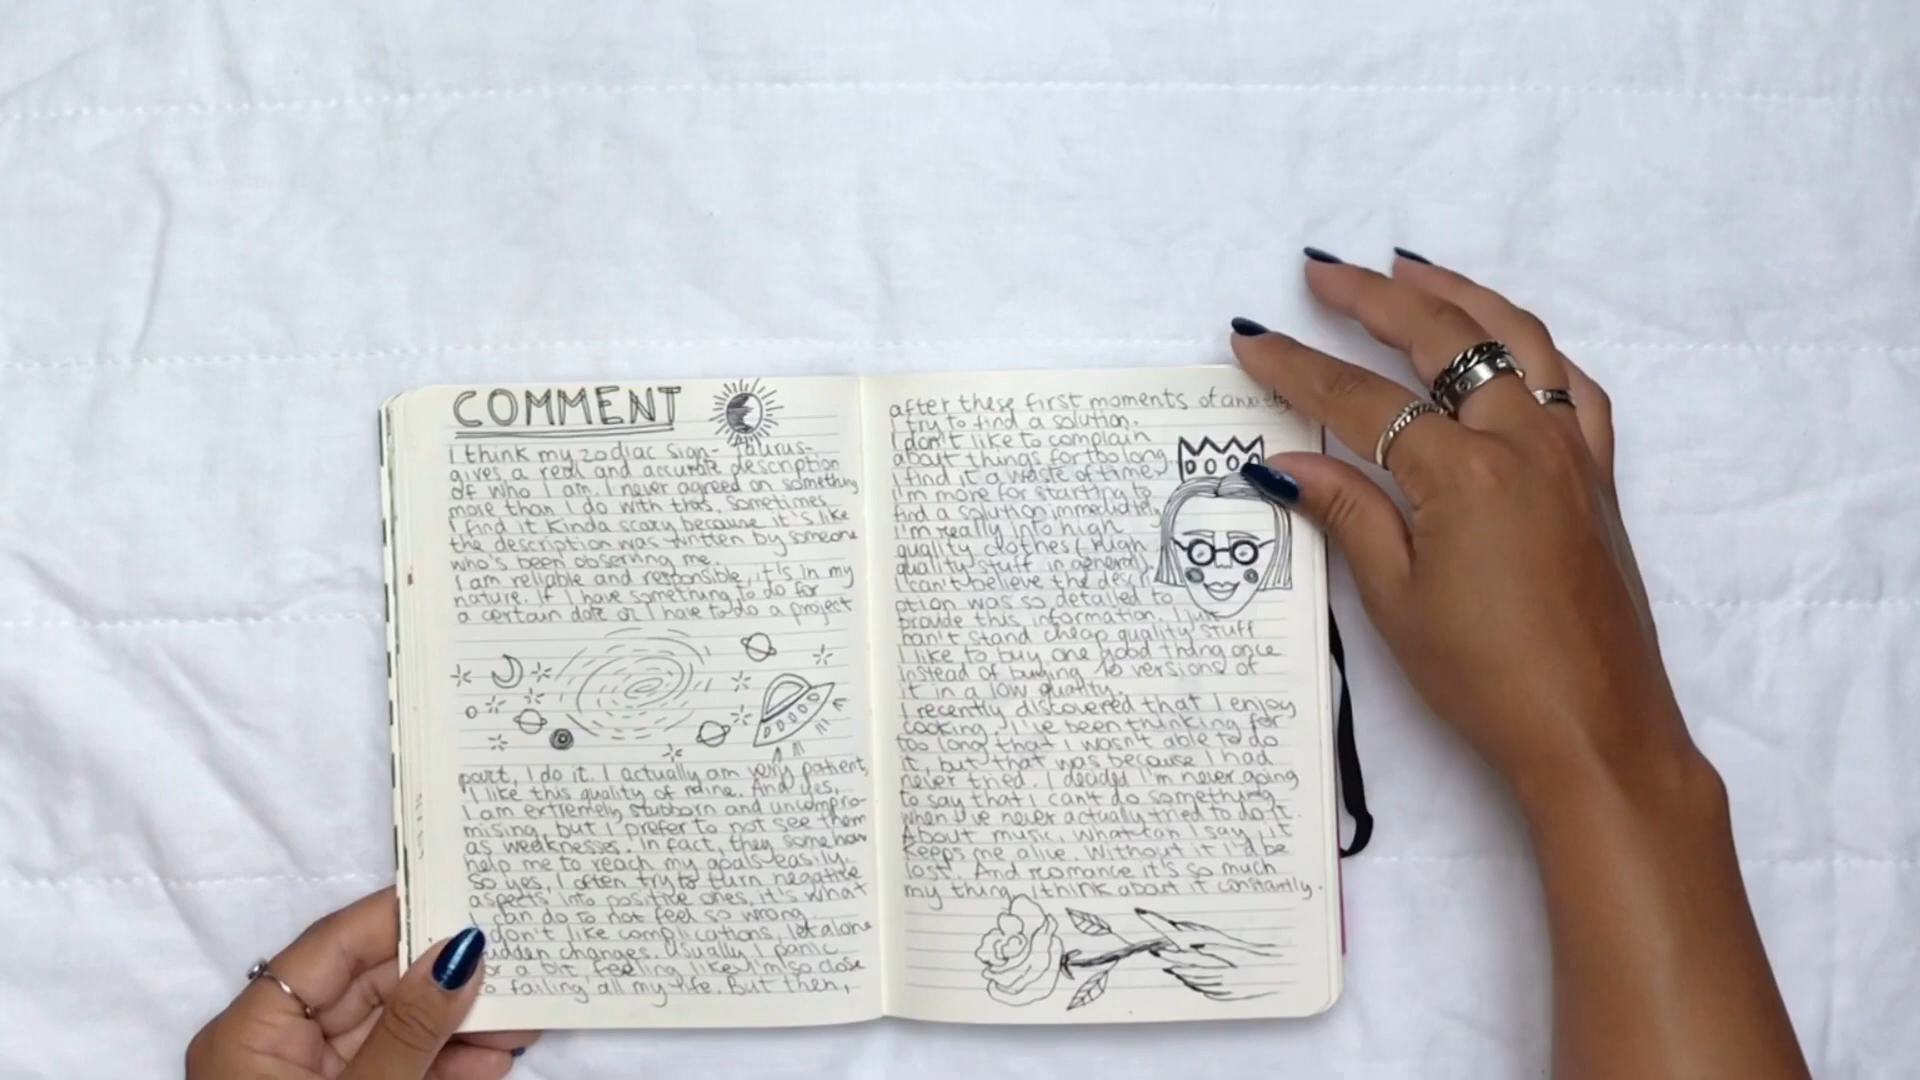 COMMENT
I think my zodiac sign- Taurus-
gives a real and accurate description
of who I am. I never agreed on something
more than I do with that. Sometimes
I find it kinda scary because it's like
the description was written by someone
who's been observing me.
I am reliable and responsible, it's in my
nature. If I have something to do for
a certain date or I have to do a project
part, I do it. I actually am very patient,
I like this quality of mine. And yes,
I am extremely stubborn and uncompro-
mising, but I prefer to not see them
as weaknesses. In fact, they somehow
help me to reach my goals easily.
So yes, I often try to turn negative
aspects into positive ones, it's what
I can do to not feel so wrong.
I don't like complications, let alone
sudden changes. Usually I panic
for a bit, feeling like I'm so close
to failing all my life. But then,
after these first moments of anxiety
I try to find a solution.
I don't like to complain
about things for too long.
I find it a waste of time,
I'm more for starting to
find a solution immediately.
I'm really into high
quality clothes (high
quality stuff in general).
I can't believe the descri
ption was so detailed to
provide this information. I just
can't stand cheap quality stuff
I like to buy one good thing once
instead of buying 10 versions of
it in a low quality.
I recently discovered that I enjoy
cooking. I've been thinking for
too long that I wasn't able to do
it, but that was because I had
never tried. I decided I'm never going
to say that I can't do something
when I've never actually tried to do it.
About music, what can I say, it
keeps me alive. Without it I'd be
lost. And romance it's so much
my thing, I think about it constantly.